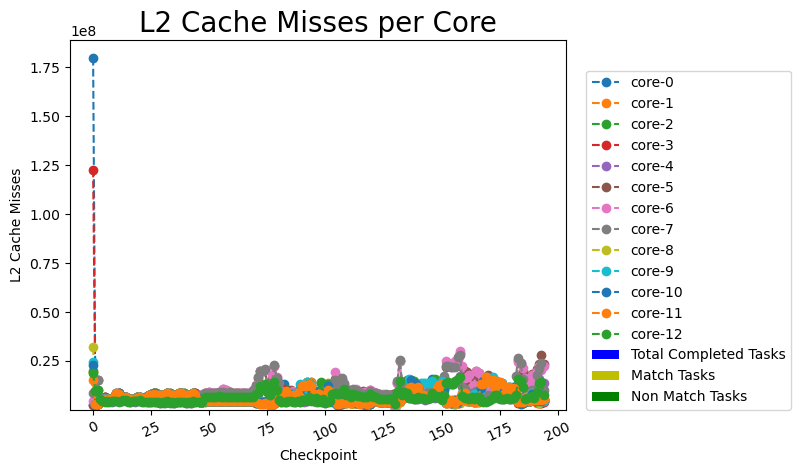 L2 Cache Misses per Core
1e8
1.75
1.50
1.25
1.00
0.75
0.50
0.25
L2 Cache Misses
0
25
50
75
100
125
150
175
200
Checkpoint
core-0
core-1
core-2
core-3
core-4
core-5
core-6
core-7
core-8
core-9
core-10
core-11
core-12
Total Completed Tasks
Match Tasks
Non Match Tasks